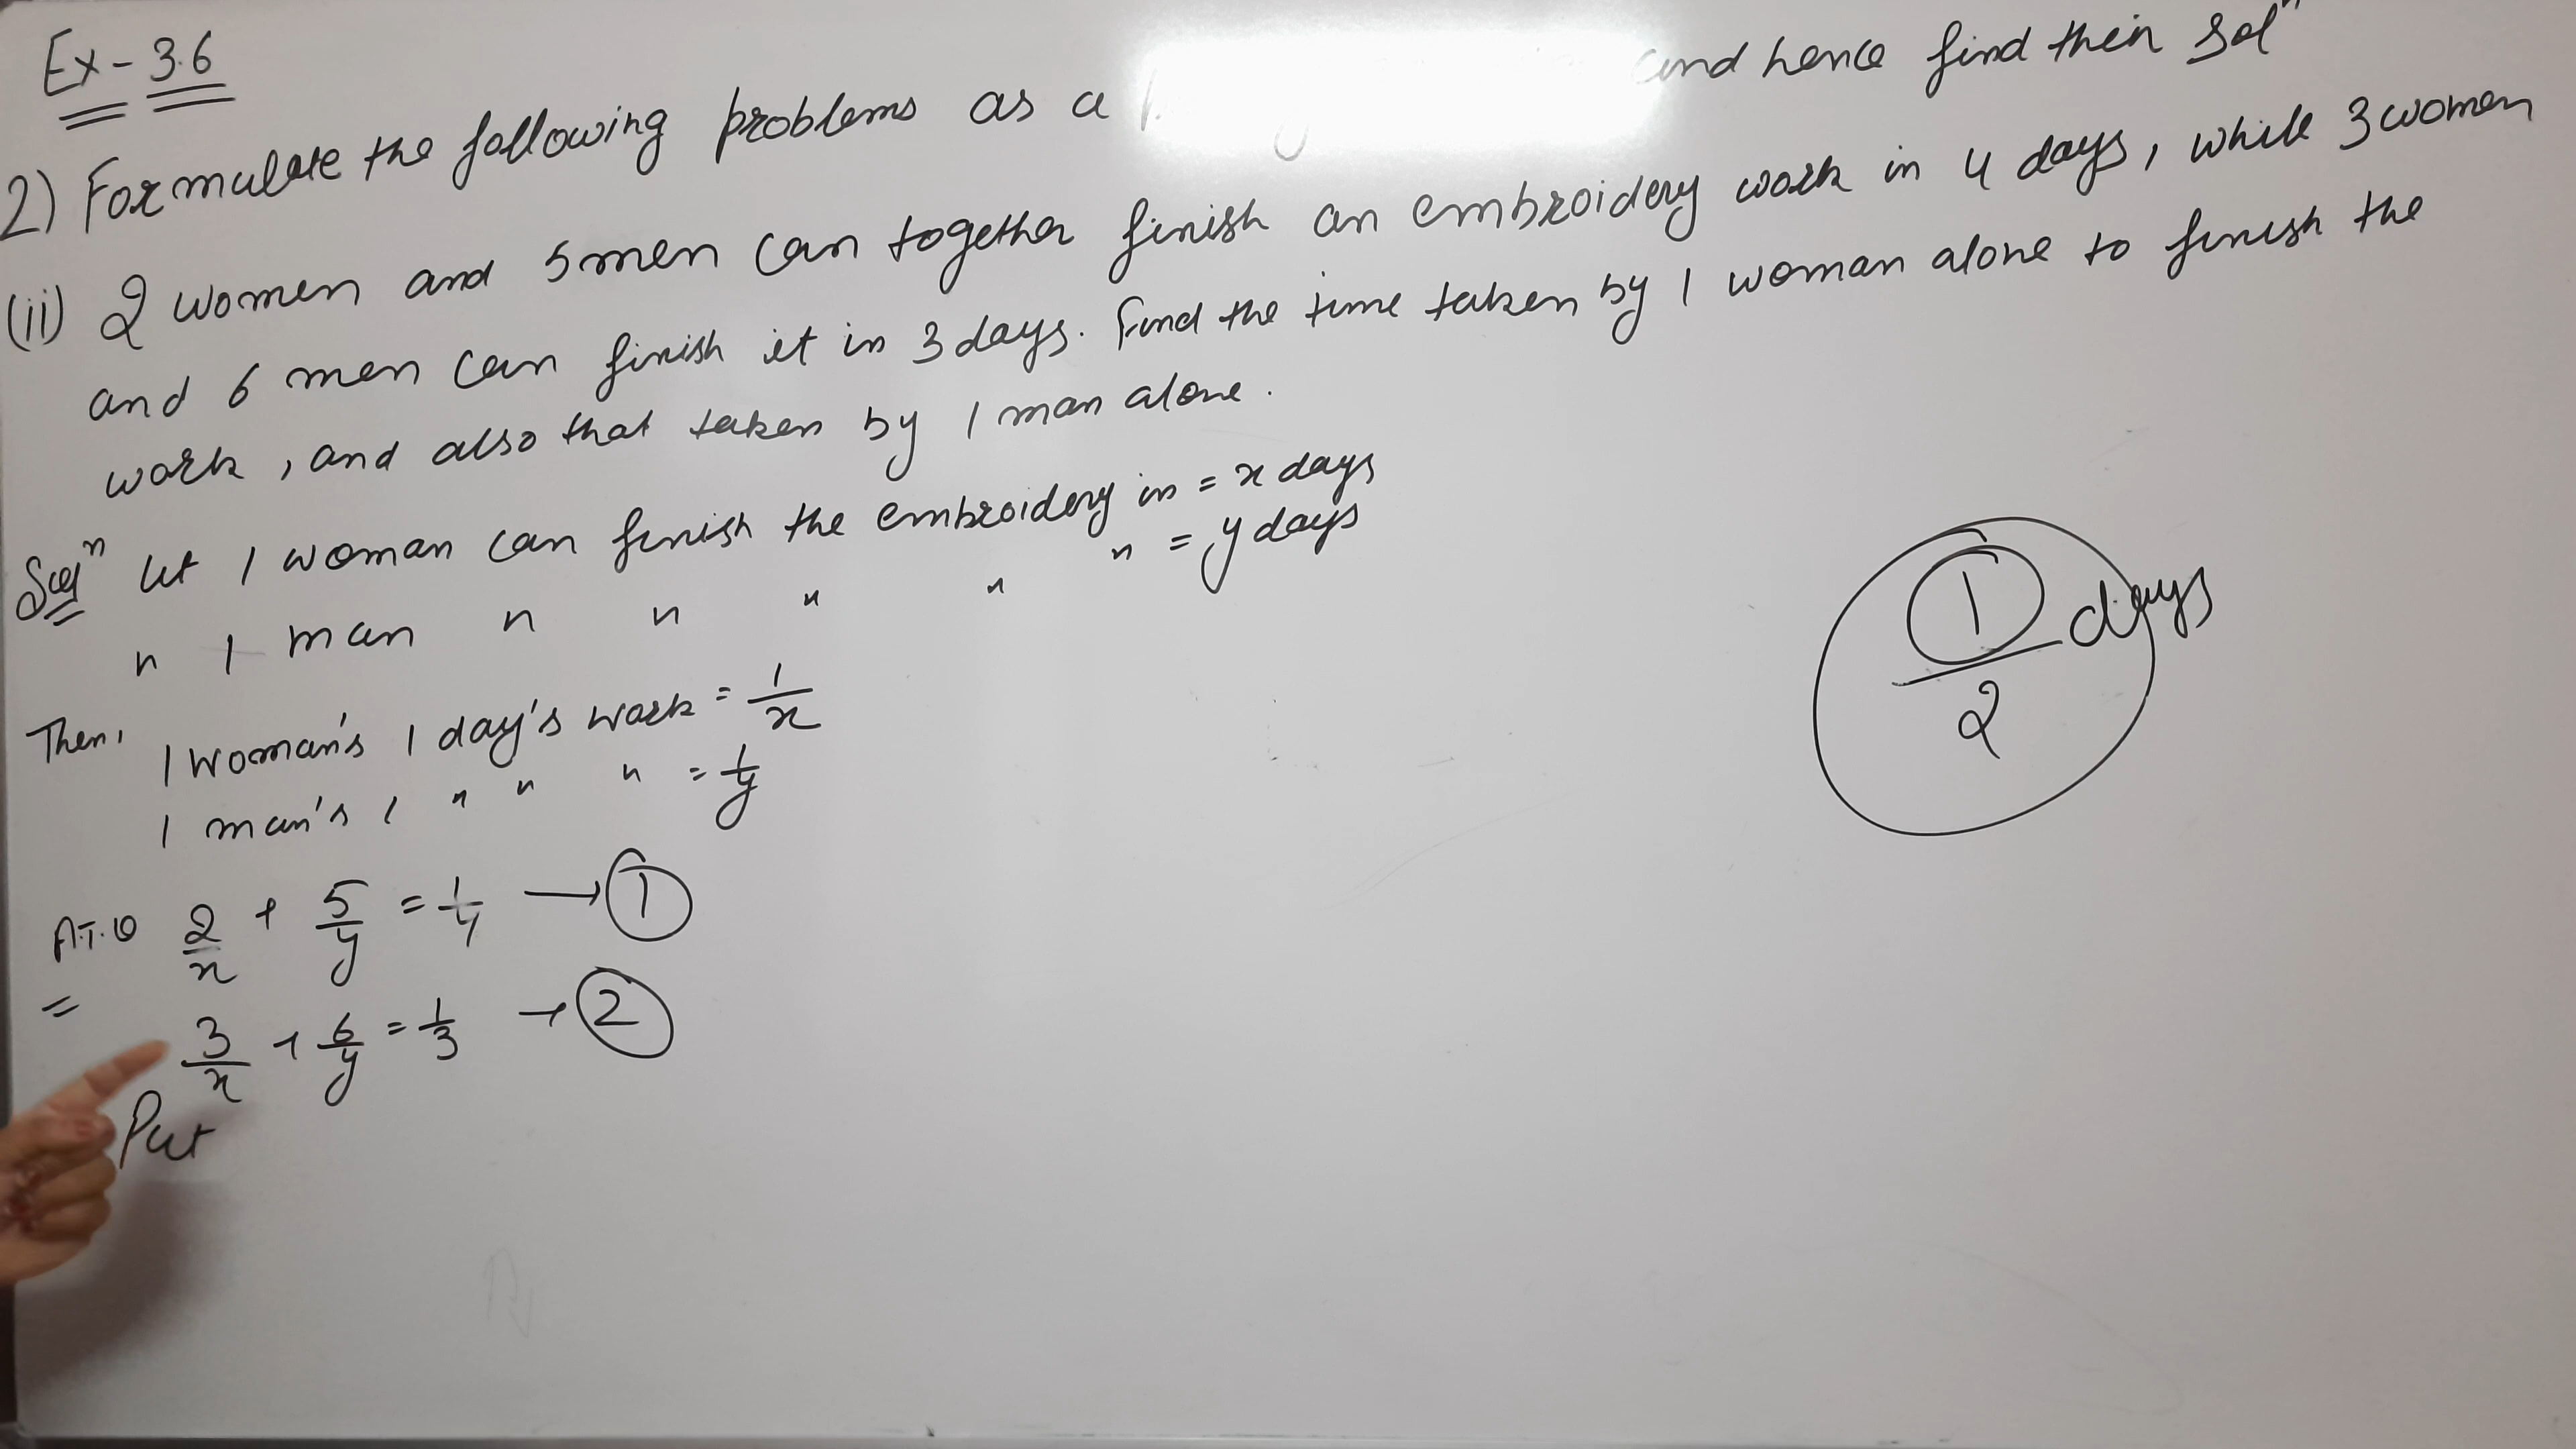 Ex - 3.6
2) Formulate the following problems as a and hence find their solⁿ
(ii) 2 women and 5 men can together finish an embroidery work in 4 days, while 3 women
and 6 men can finish it in 3 days. Find the time taken by 1 woman alone to finish the
work, and also that taken by 1 man alone.
Solⁿ let 1 woman can finish the embroidery in = x days
" 1 man " " " " " = y days
Then, 1 woman's 1 day's work = 1/x
1 man's 1 " " " = 1/y
A.T.Q 2/x + 5/y = 1/4 → 1
3/x + 6/y = 1/3 → 2
Put
1/2 days